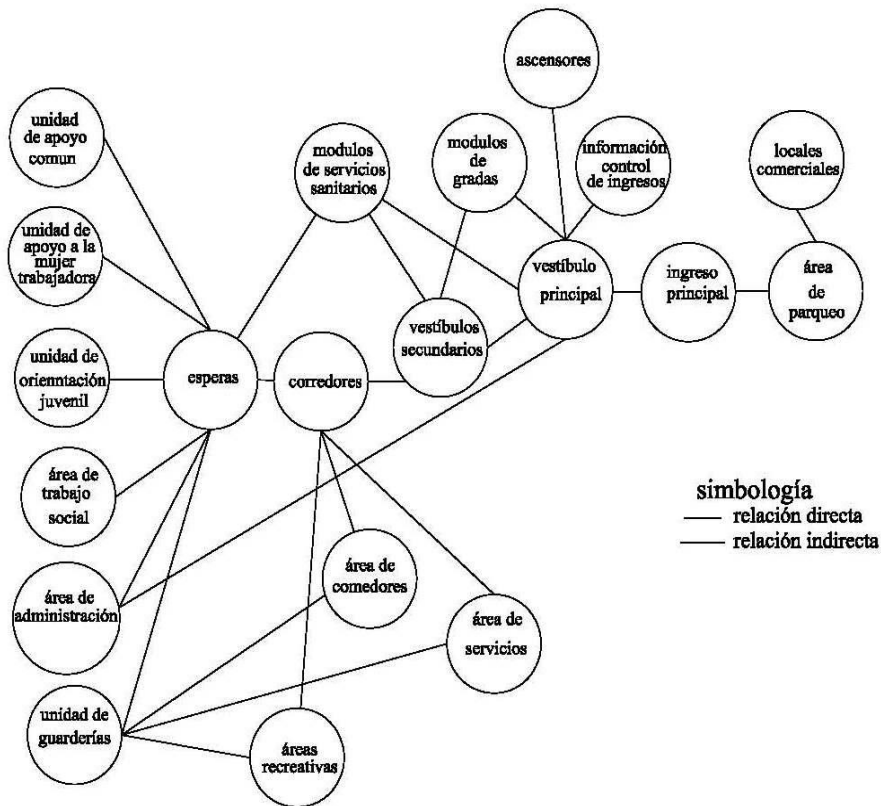 ascensores
unidad
de apoyo
comun
modulos
de servicios
sanitarios
modulos
de
gradas
información
control
de ingresos
locales
comerciales
unidad de
apoyo a la
mujer
trabajadora
vestíbulo
principal
ingreso
principal
área
de
parqueo
vestíbulos
secundarios
unidad de
orienntación
juvenil
esperas
corredores
área de
trabajo
social
simbología
relación directa
relación indirecta
área de
administración
área de
comedores
área de
servicios
unidad de
guarderías
áreas
recreativas